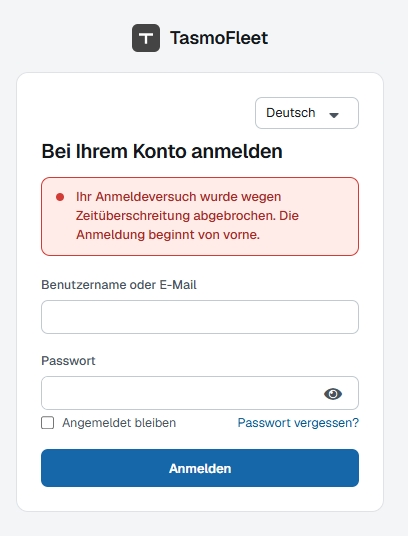 TasmoFleet
Deutsch
Bei Ihrem Konto anmelden
Ihr Anmeldeversuch wurde wegen
Zeitüberschreitung abgebrochen. Die
Anmeldung beginnt von vorne.
Benutzername oder E-Mail
Passwort
Angemeldet bleiben
Passwort vergessen?
Anmelden